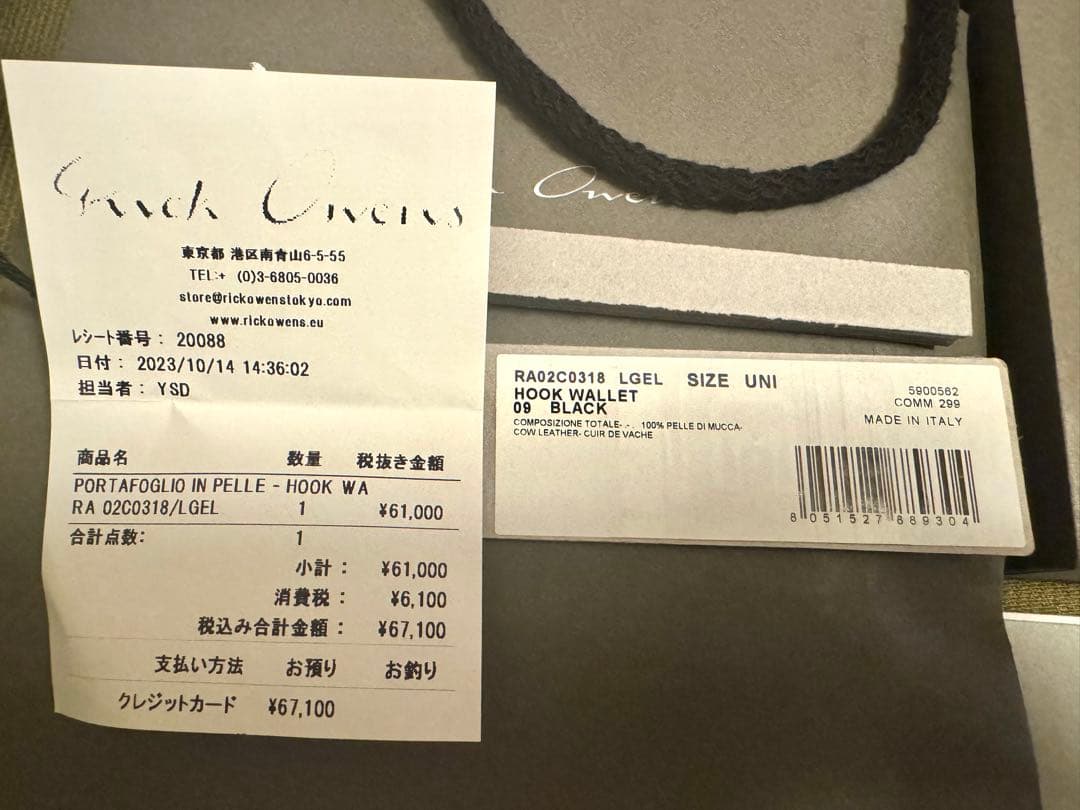 Rick Owens
東京都 港区南青山6-5-55
TEL:+ (0)3-6805-0036
store@rickowenstokyo.com
www.rickowens.eu
レシート番号 : 20088
日付 : 2023/10/14 14:36:02
担当者 : YSD
商品名 数量 税抜き金額
PORTAFOGLIO IN PELLE - HOOK WA
RA 02C0318/LGEL 1 ¥61,000
合計点数: 1
小計 : ¥61,000
消費税 : ¥6,100
税込み合計金額 : ¥67,100
支払い方法 お預り お釣り
クレジットカード ¥67,100
RA02C0318 LGEL SIZE UNI
HOOK WALLET
09 BLACK
COMPOSIZIONE TOTALE- - . 100% PELLE DI MUCCA-
COW LEATHER- CUIR DE VACHE
5900562
COMM 299
MADE IN ITALY
8 051527 889304